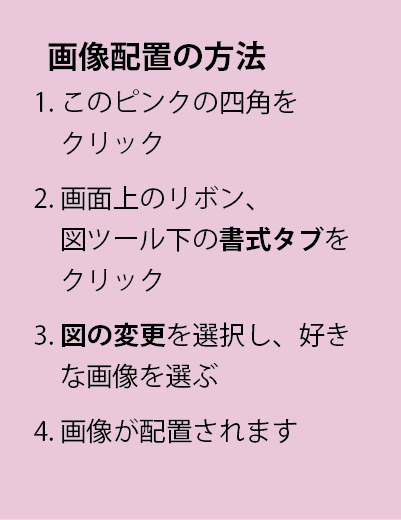 画像配置の方法
1. このピンクの四角を
クリック
2. 画面上のリボン、
図ツール下の書式タブを
クリック
3. 図の変更を選択し、好き
な画像を選ぶ
4. 画像が配置されます